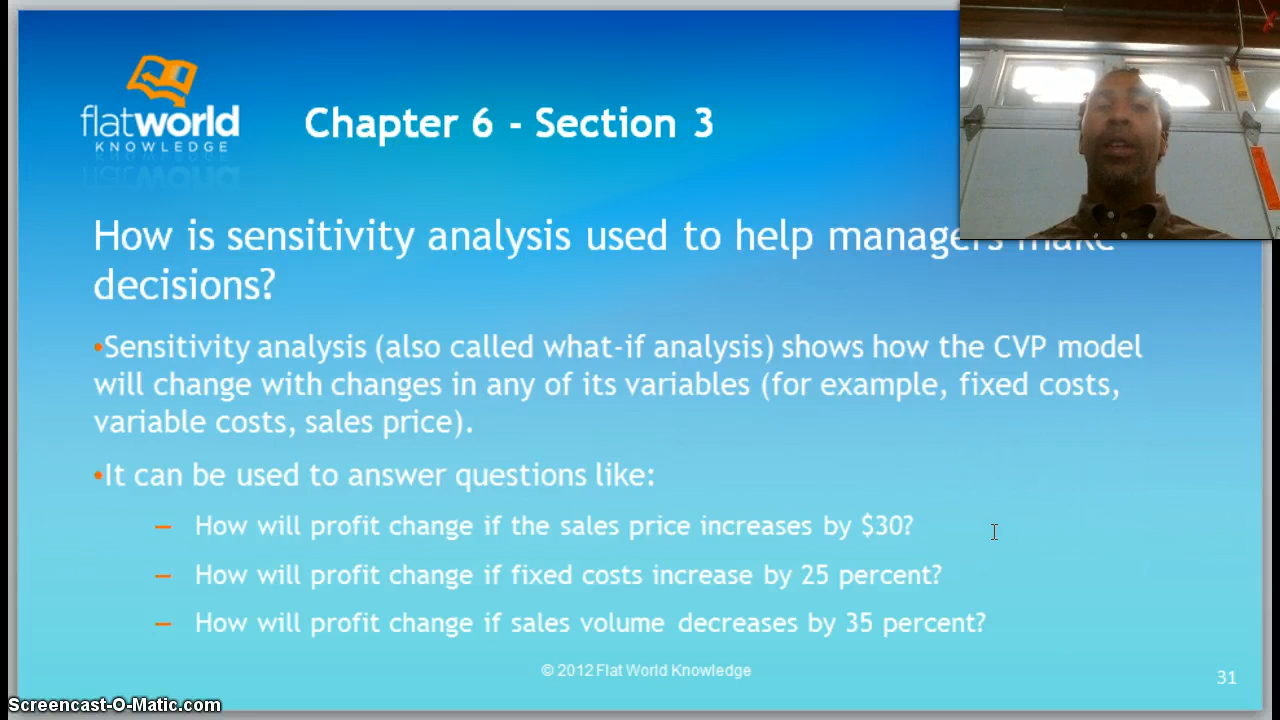 flatworld
KNOWLEDGE
Chapter 6 - Section 3
How is sensitivity analysis used to help managers make
decisions?
•Sensitivity analysis (also called what-if analysis) shows how the CVP model
will change with changes in any of its variables (for example, fixed costs,
variable costs, sales price).
•It can be used to answer questions like:
– How will profit change if the sales price increases by $30?
– How will profit change if fixed costs increase by 25 percent?
– How will profit change if sales volume decreases by 35 percent?
© 2012 Flat World Knowledge
31
Screencast-O-Matic.com